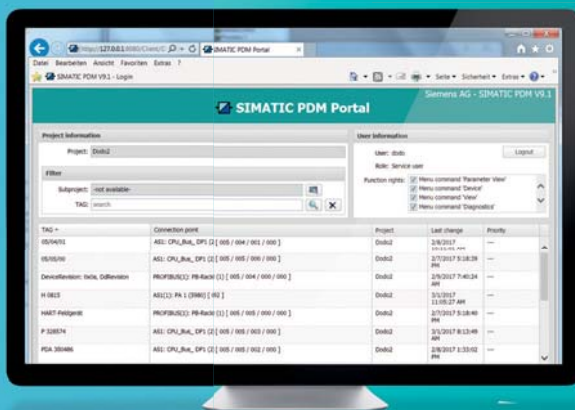 http://127.0.0.1:8080/Client/C
SIMATIC PDM Portal
Datei Bearbeiten Ansicht Favoriten Extras ?
SIMATIC PDM V9.1 - Login
Seite Sicherheit Extras
Siemens AG - SIMATIC PDM V9.1
SIMATIC PDM Portal
Project information
User information
Project: Dodo2
User: dodo
Logout
Role: Service user
Filter
Function rights:
Menu command 'Parameter View'
Menu command 'Device'
Menu command 'View'
Menu command 'Diagnostics'
Subproject: -not available-
TAG: search
TAG Connection point Project Last change Priority
05/04/01 AS1: CPU_Bus_ DP1 (2 [ 005 / 004 / 001 / 000 ] Dodo2 2/8/2017 ---
05/05/00 AS1: CPU_Bus_ DP1 (2 [ 005 / 005 / 000 / 000 ] Dodo2 2/7/2017 5:18:39 PM ---
PROFIBUS(1): PB-Rackl (1) [ 005 / 004 / 000 / 000 ] Dodo2 2/9/2017 7:40:24 AM ---
H 0815 AS1(1): PA 1 (3980) [ 092 ] Dodo2 3/1/2017 11:05:27 AM ---
HART-Feldgerät PROFIBUS(1): PB-Rackl (1) [ 005 / 005 / 000 / 000 ] Dodo2 2/7/2017 5:18:40 PM ---
P 328574 AS1: CPU_Bus_ DP1 (2 [ 005 / 005 / 003 / 000 ] Dodo2 3/1/2017 8:13:49 AM ---
PDA 350486 AS1: CPU_Bus_ DP1 (2 [ 005 / 005 / 002 / 000 ] Dodo2 2/8/2017 1:33:02 PM ---